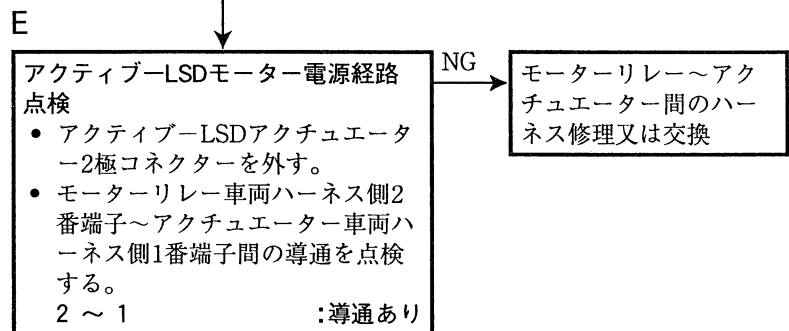 E
アクティブーLSDモーター電源経路
点検
• アクティブーLSDアクチュエータ
ー2極コネクターを外す。
• モーターリレー車両ハーネス側2
番端子～アクチュエーター車両ハ
ーネス側1番端子間の導通を点検
する。
2 ～ 1 :導通あり
NG
モーターリレー～アク
チュエーター間のハー
ネス修理又は交換